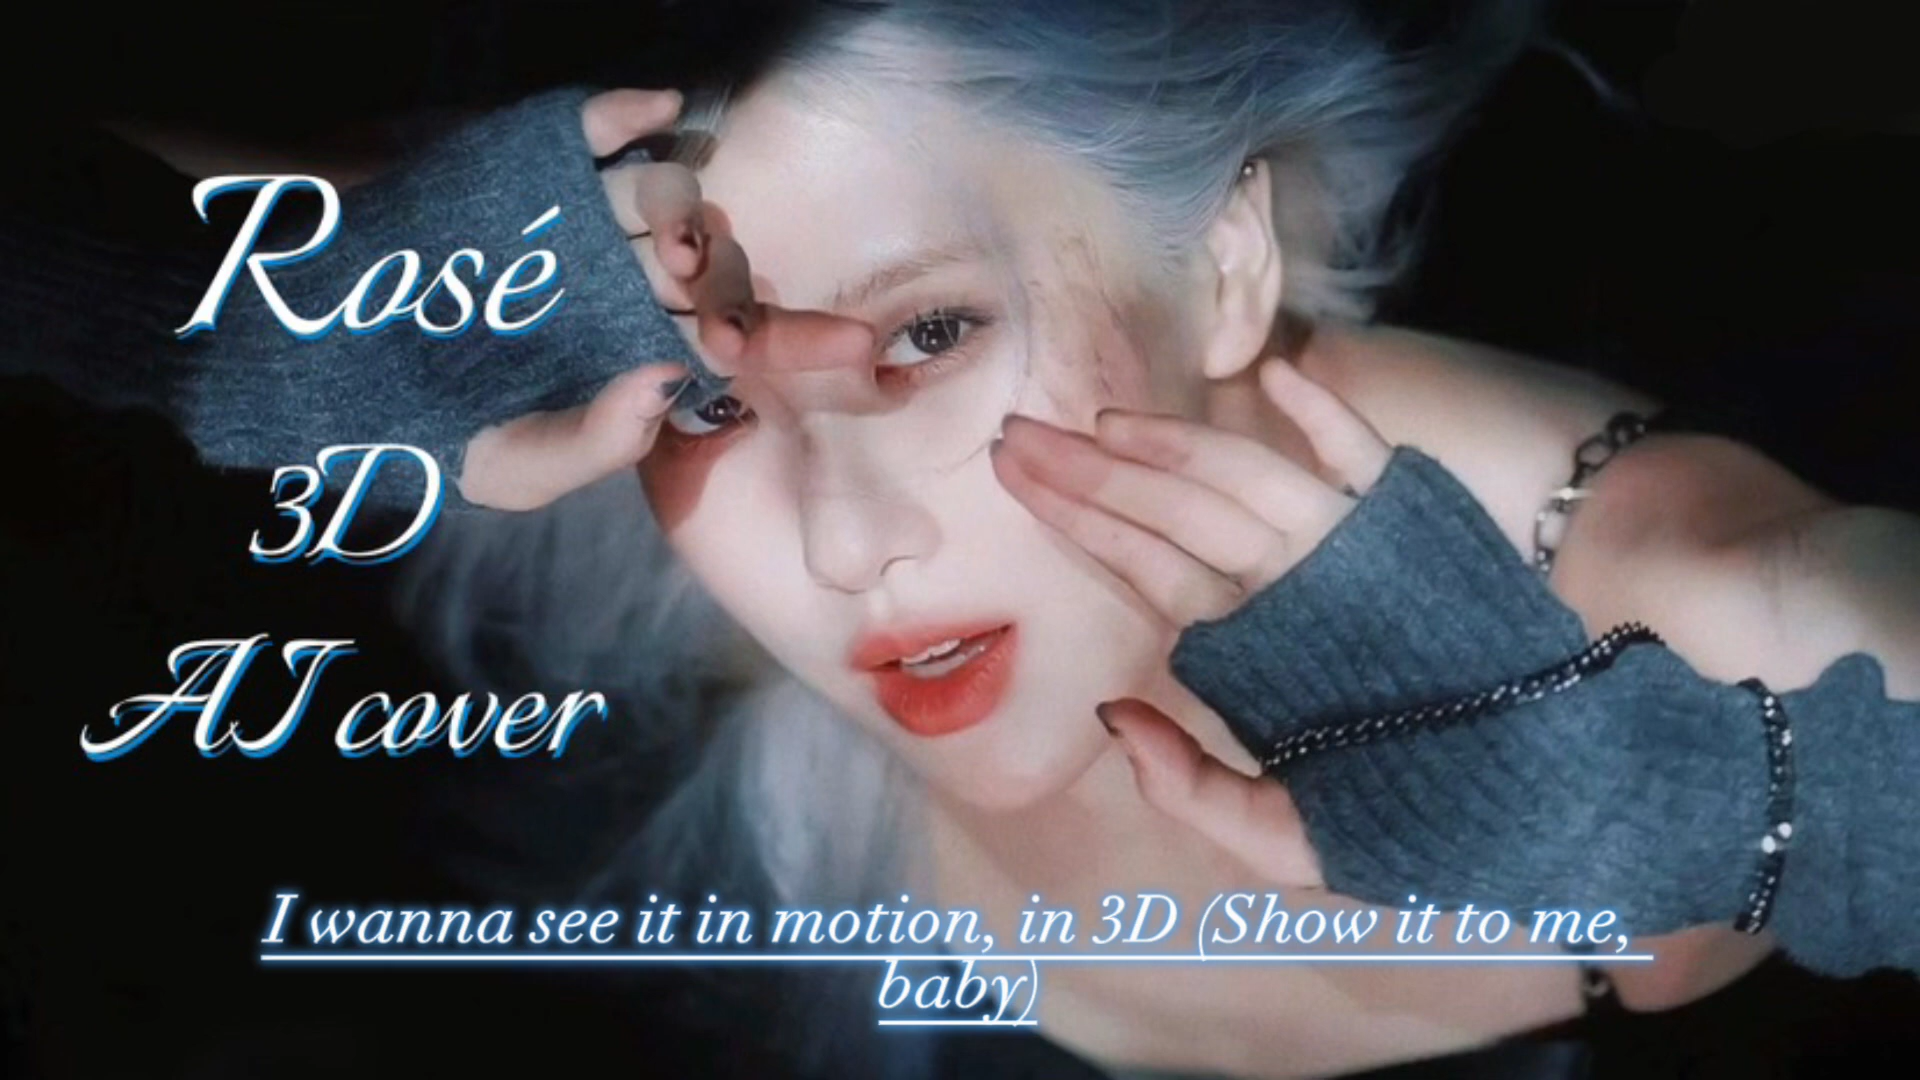 Rosé
3D
AI cover
I wanna see it in motion, in 3D (Show it to me,
baby)